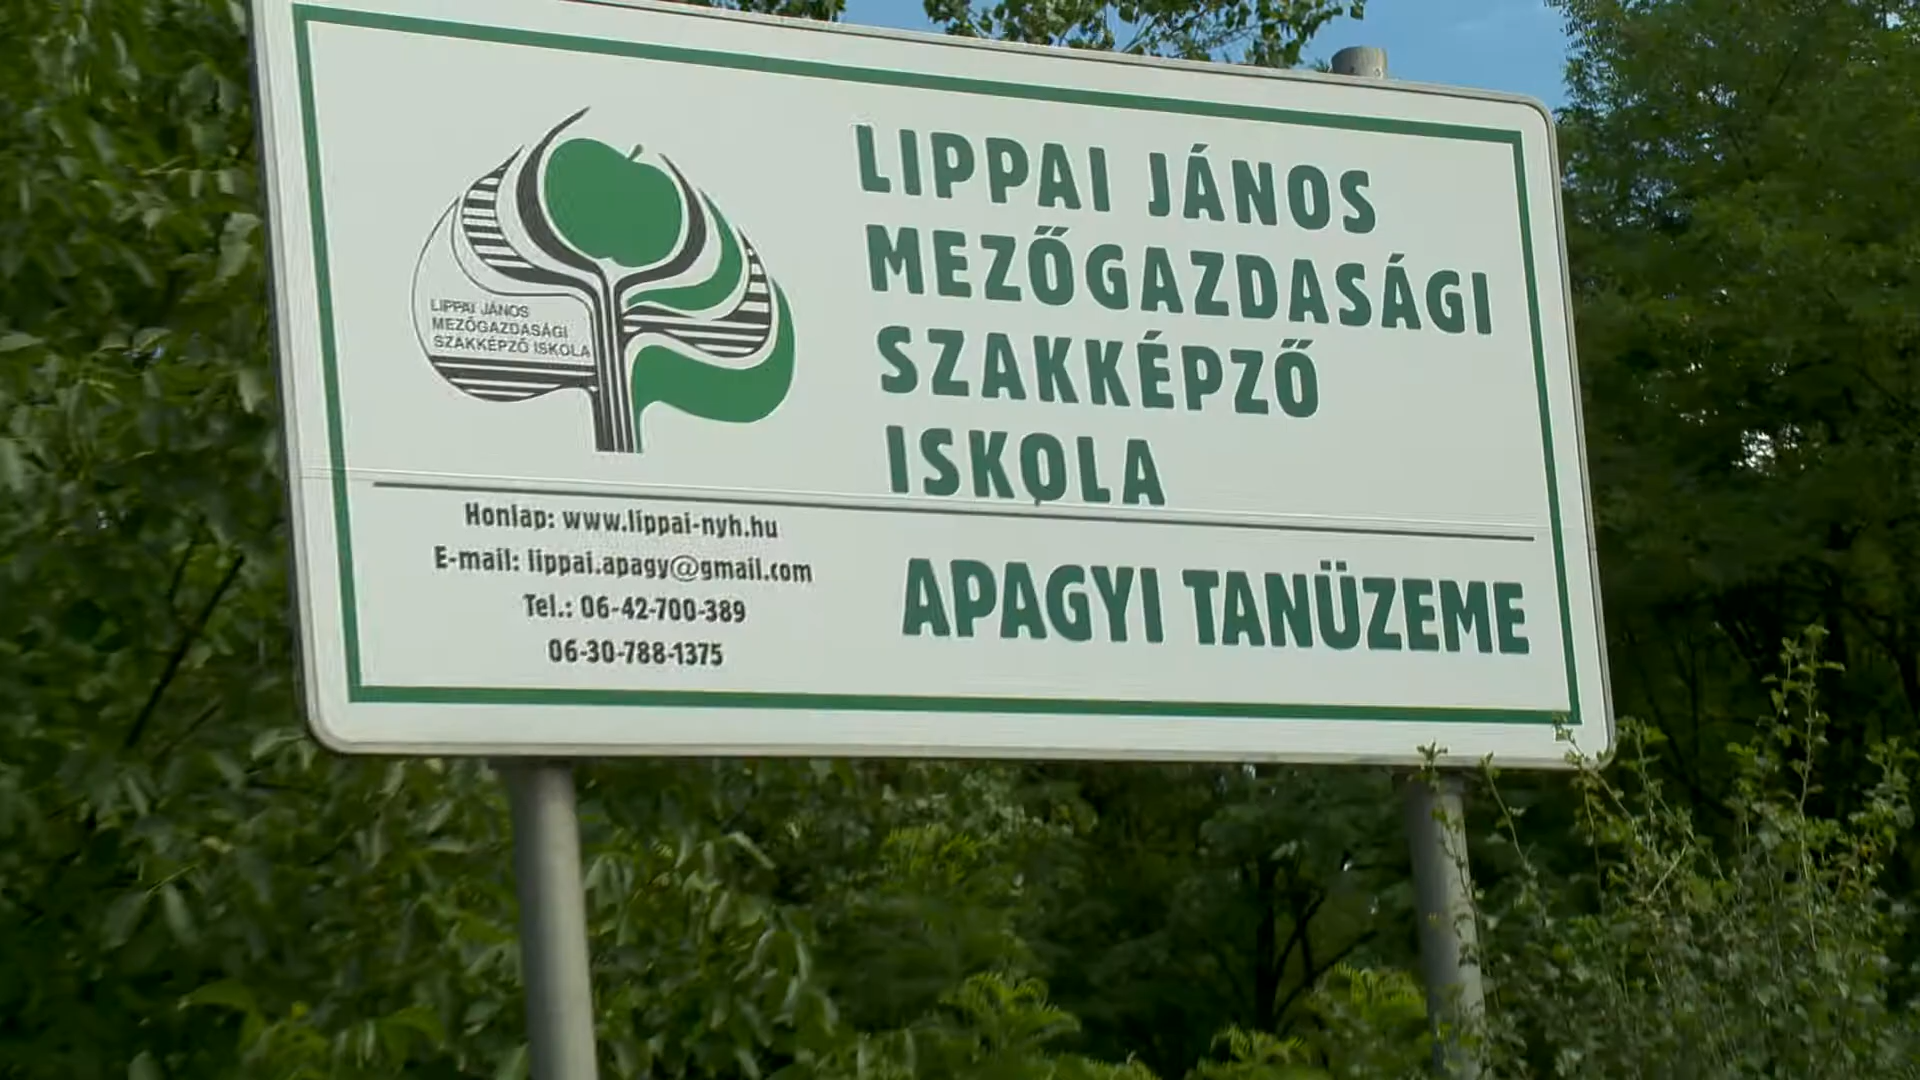 LIPPAI JÁNOS
MEZŐGAZDASÁGI
SZAKKÉPZŐ ISKOLA
LIPPAI JÁNOS
MEZŐGAZDASÁGI
SZAKKÉPZŐ
ISKOLA
Honlap: www.lippai-nyh.hu
E-mail: lippai.apagy@gmail.com
Tel.: 06-42-700-389
06-30-788-1375
APAGYI TANÜZEME